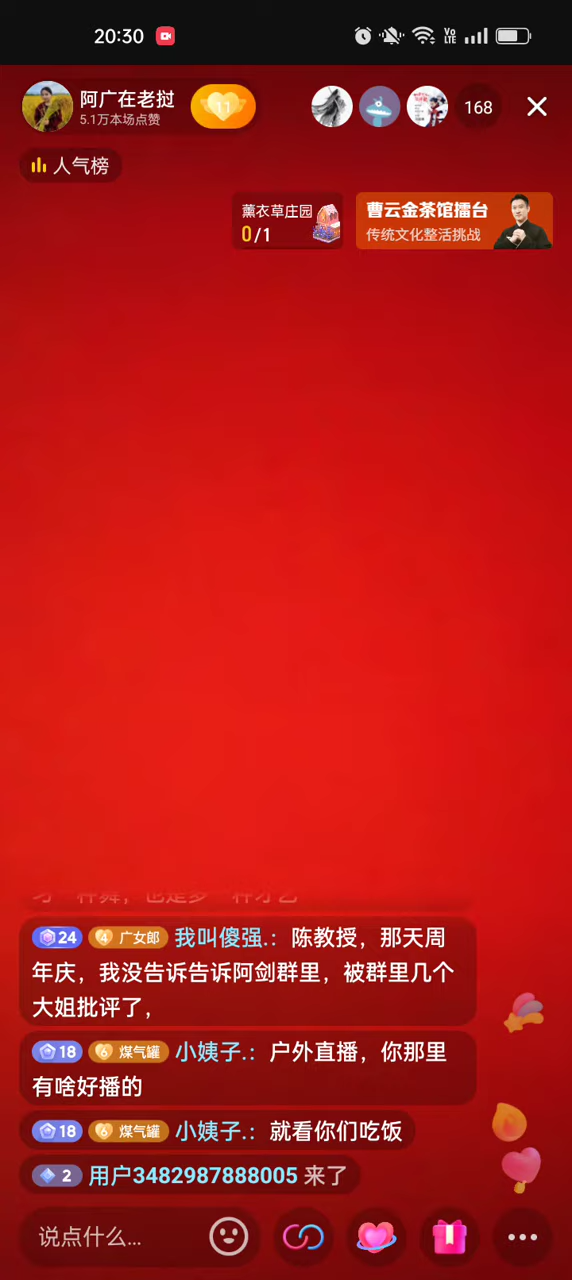 20:30
Vo
LTE
阿广在老挝
5.1万本场点赞
11
168
人气榜
薰衣草庄园
0/1
曹云金茶馆擂台
传统文化整活挑战
24 4 广女郎 我叫傻强.: 陈教授，那天周
年庆，我没告诉告诉阿剑群里，被群里几个
大姐批评了，
18 6 煤气罐 小姨子.: 户外直播，你那里
有啥好播的
18 6 煤气罐 小姨子.: 就看你们吃饭
2 用户3482987888005 来了
说点什么...